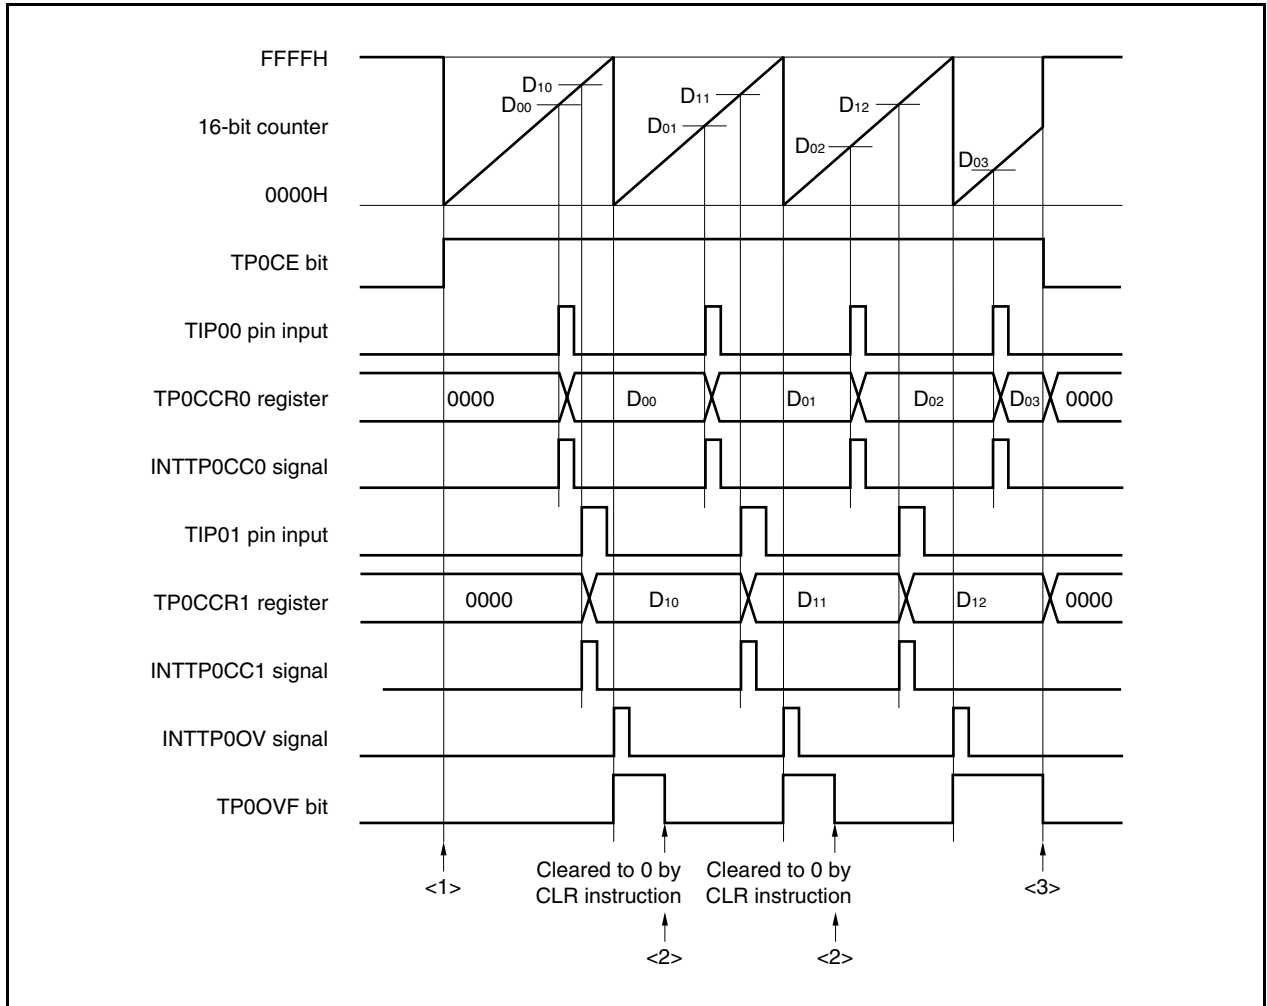 FFFFH
D10
D00
D11
D01
D12
D02
D03
16-bit counter
0000H
TP0CE bit
TIP00 pin input
TP0CCR0 register
0000 D00 D01 D02 D03 0000
INTTP0CC0 signal
TIP01 pin input
TP0CCR1 register
0000 D10 D11 D12 0000
INTTP0CC1 signal
INTTP0OV signal
TP0OVF bit
<1>
Cleared to 0 by
CLR instruction
<2>
Cleared to 0 by
CLR instruction
<2>
<3>